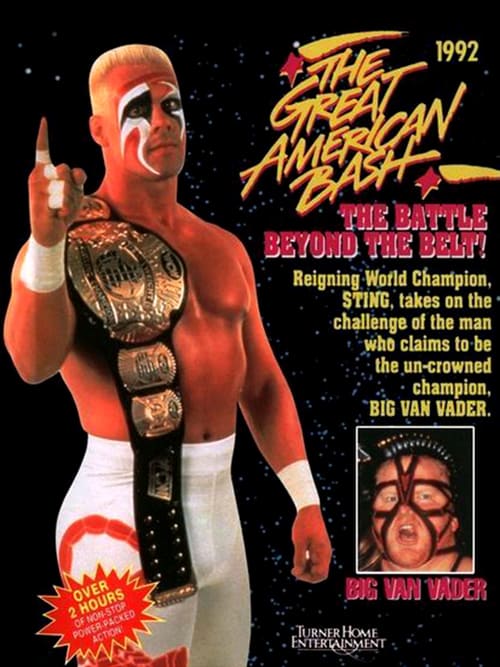 1992
THE
GREAT
AMERICAN
BASH
THE BATTLE
BEYOND THE BELT!
Reigning World Champion,
STING, takes on the
challenge of the man
who claims to be
the un-crowned
champion,
BIG VAN VADER.
BIG VAN VADER
OVER
2 HOURS
OF NON-STOP
POWER-PACKED
ACTION!
TURNER HOME
ENTERTAINMENT